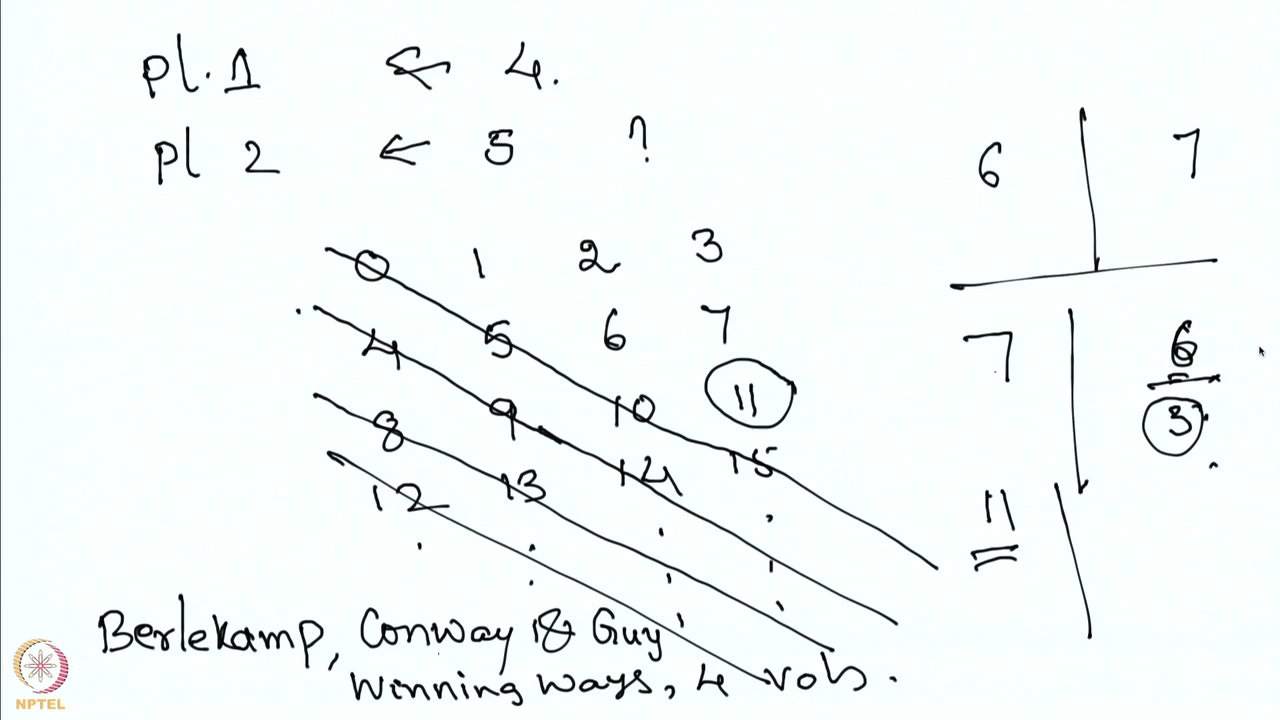 pl. 1 ← 4.
pl 2 ← 5 ?
0 1 2 3
4 5 6 7
8 9 10 11
12 13 14 15
6 7
7 6
3
11
Berlekamp, Conway & Guy
Winning Ways, 4 vols.
NPTEL